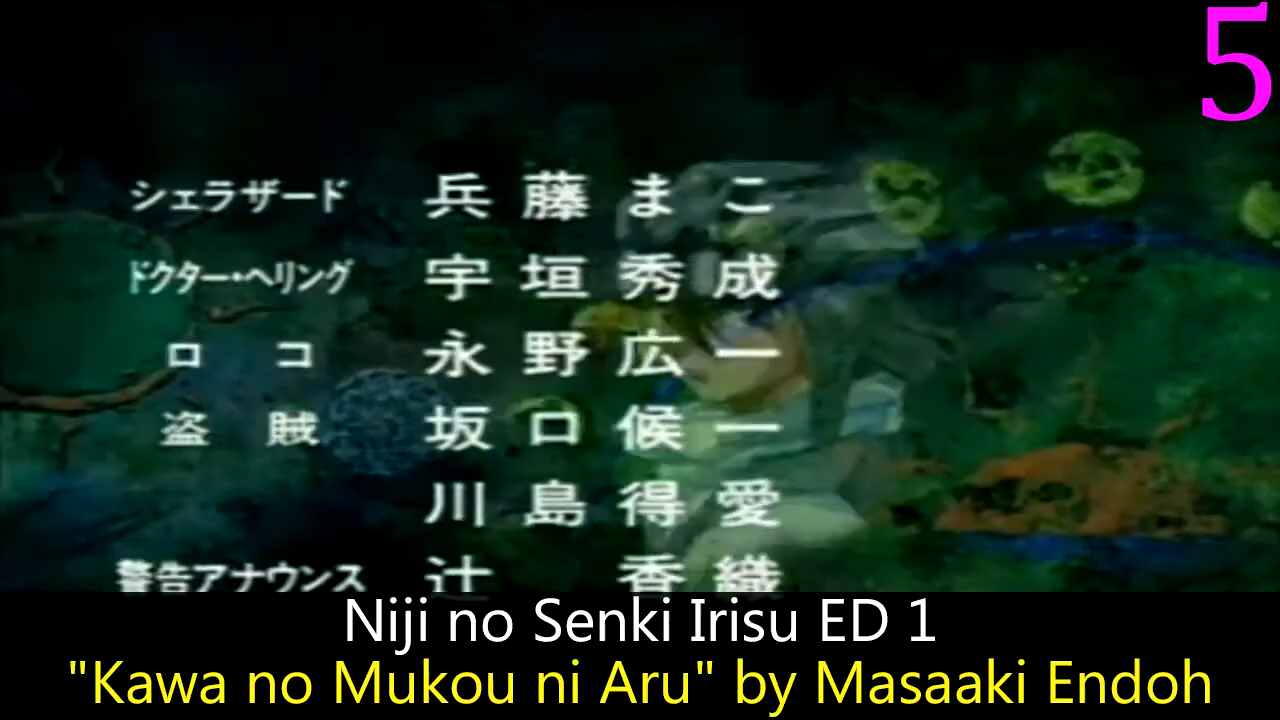 5
シェラザード 兵藤まこ
ドクター・ヘリング 宇垣秀成
ロコ 永野広一
盗賊 坂口候一
川島得愛
警告アナウンス 辻香織
Niji no Senki Irisu ED 1
"Kawa no Mukou ni Aru" by Masaaki Endoh